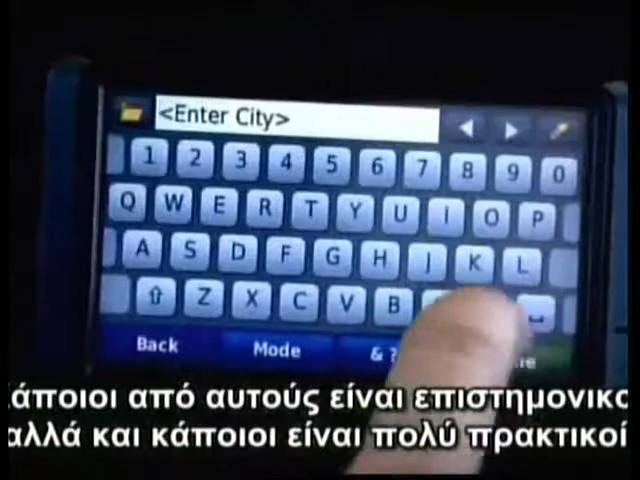 <Enter City>
1 2 3 4 5 6 7 8 9 0
Q W E R T Y U I O P
A S D F G H J K L
Z X C V B
Back Mode & ?
από αυτούς είναι
αλλά και κάποιοι είναι πολύ πρακτικοί